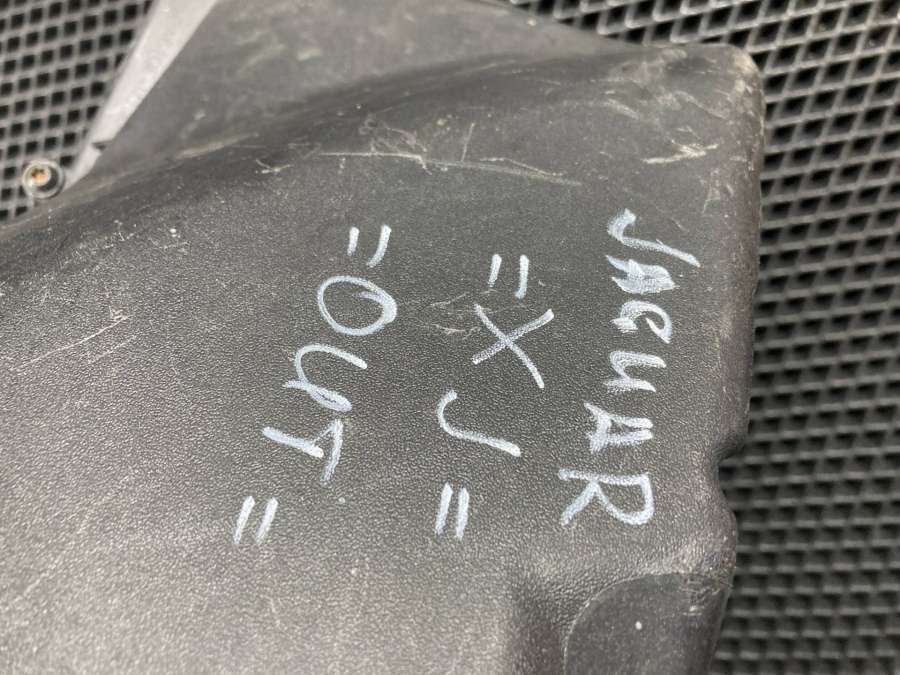 JAGUAR
=XJ=
=OUT=